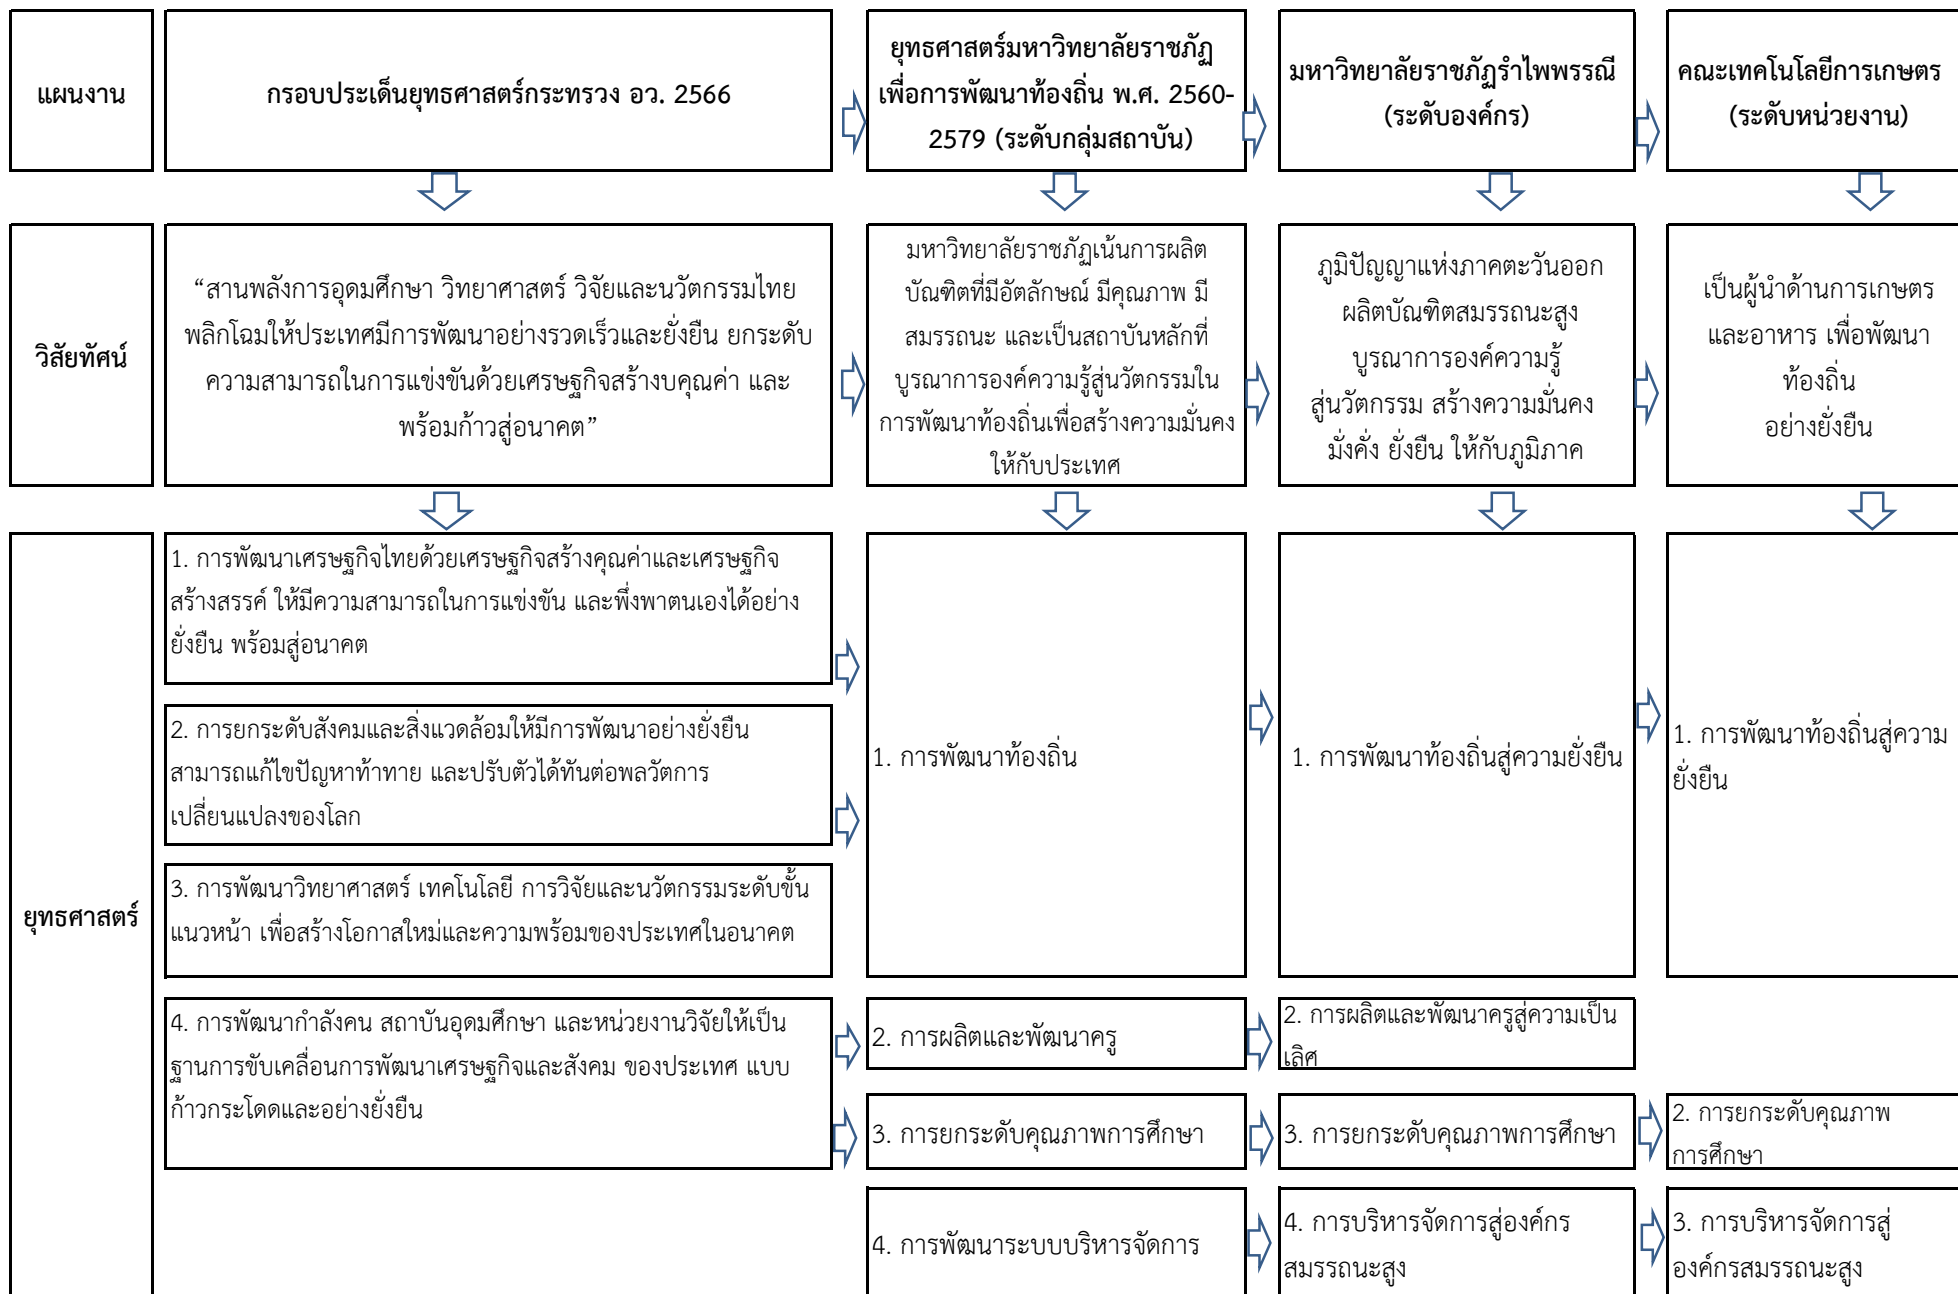 แผนงาน
กรอบประเด็นยุทธศาสตร์กระทรวง อว. 2566
ยุทธศาสตร์มหาวิทยาลัยราชภัฏ
เพื่อการพัฒนาท้องถิ่น พ.ศ. 2560-
2579 (ระดับกลุ่มสถาบัน)
มหาวิทยาลัยราชภัฏรำไพพรรณี
(ระดับองค์กร)
คณะเทคโนโลยีการเกษตร
(ระดับหน่วยงาน)
วิสัยทัศน์
“สานพลังการอุดมศึกษา วิทยาศาสตร์ วิจัยและนวัตกรรมไทย
พลิกโฉมให้ประเทศมีการพัฒนาอย่างรวดเร็วและยั่งยืน ยกระดับ
ความสามารถในการแข่งขันด้วยเศรษฐกิจสร้างบคุณค่า และ
พร้อมก้าวสู่อนาคต”
มหาวิทยาลัยราชภัฏเน้นการผลิต
บัณฑิตที่มีอัตลักษณ์ มีคุณภาพ มี
สมรรถนะ และเป็นสถาบันหลักที่
บูรณาการองค์ความรู้สู่นวัตกรรมใน
การพัฒนาท้องถิ่นเพื่อสร้างความมั่นคง
ให้กับประเทศ
ภูมิปัญญาแห่งภาคตะวันออก
ผลิตบัณฑิตสมรรถนะสูง
บูรณาการองค์ความรู้
สู่นวัตกรรม สร้างความมั่นคง
มั่งคั่ง ยั่งยืน ให้กับภูมิภาค
เป็นผู้นำด้านการเกษตร
และอาหาร เพื่อพัฒนา
ท้องถิ่น
อย่างยั่งยืน
ยุทธศาสตร์
1. การพัฒนาเศรษฐกิจไทยด้วยเศรษฐกิจสร้างคุณค่าและเศรษฐกิจ
สร้างสรรค์ ให้มีความสามารถในการแข่งขัน และพึ่งพาตนเองได้อย่าง
ยั่งยืน พร้อมสู่อนาคต
2. การยกระดับสังคมและสิ่งแวดล้อมให้มีการพัฒนาอย่างยั่งยืน
สามารถแก้ไขปัญหาท้าทาย และปรับตัวได้ทันต่อพลวัตการ
เปลี่ยนแปลงของโลก
3. การพัฒนาวิทยาศาสตร์ เทคโนโลยี การวิจัยและนวัตกรรมระดับขั้น
แนวหน้า เพื่อสร้างโอกาสใหม่และความพร้อมของประเทศในอนาคต
1. การพัฒนาท้องถิ่น
1. การพัฒนาท้องถิ่นสู่ความยั่งยืน
1. การพัฒนาท้องถิ่นสู่ความ
ยั่งยืน
4. การพัฒนากำลังคน สถาบันอุดมศึกษา และหน่วยงานวิจัยให้เป็น
ฐานการขับเคลื่อนการพัฒนาเศรษฐกิจและสังคม ของประเทศ แบบ
ก้าวกระโดดและอย่างยั่งยืน
2. การผลิตและพัฒนาครู
2. การผลิตและพัฒนาครูสู่ความเป็น
เลิศ
3. การยกระดับคุณภาพการศึกษา
3. การยกระดับคุณภาพการศึกษา
2. การยกระดับคุณภาพ
การศึกษา
4. การพัฒนาระบบบริหารจัดการ
4. การบริหารจัดการสู่องค์กร
สมรรถนะสูง
3. การบริหารจัดการสู่
องค์กรสมรรถนะสูง